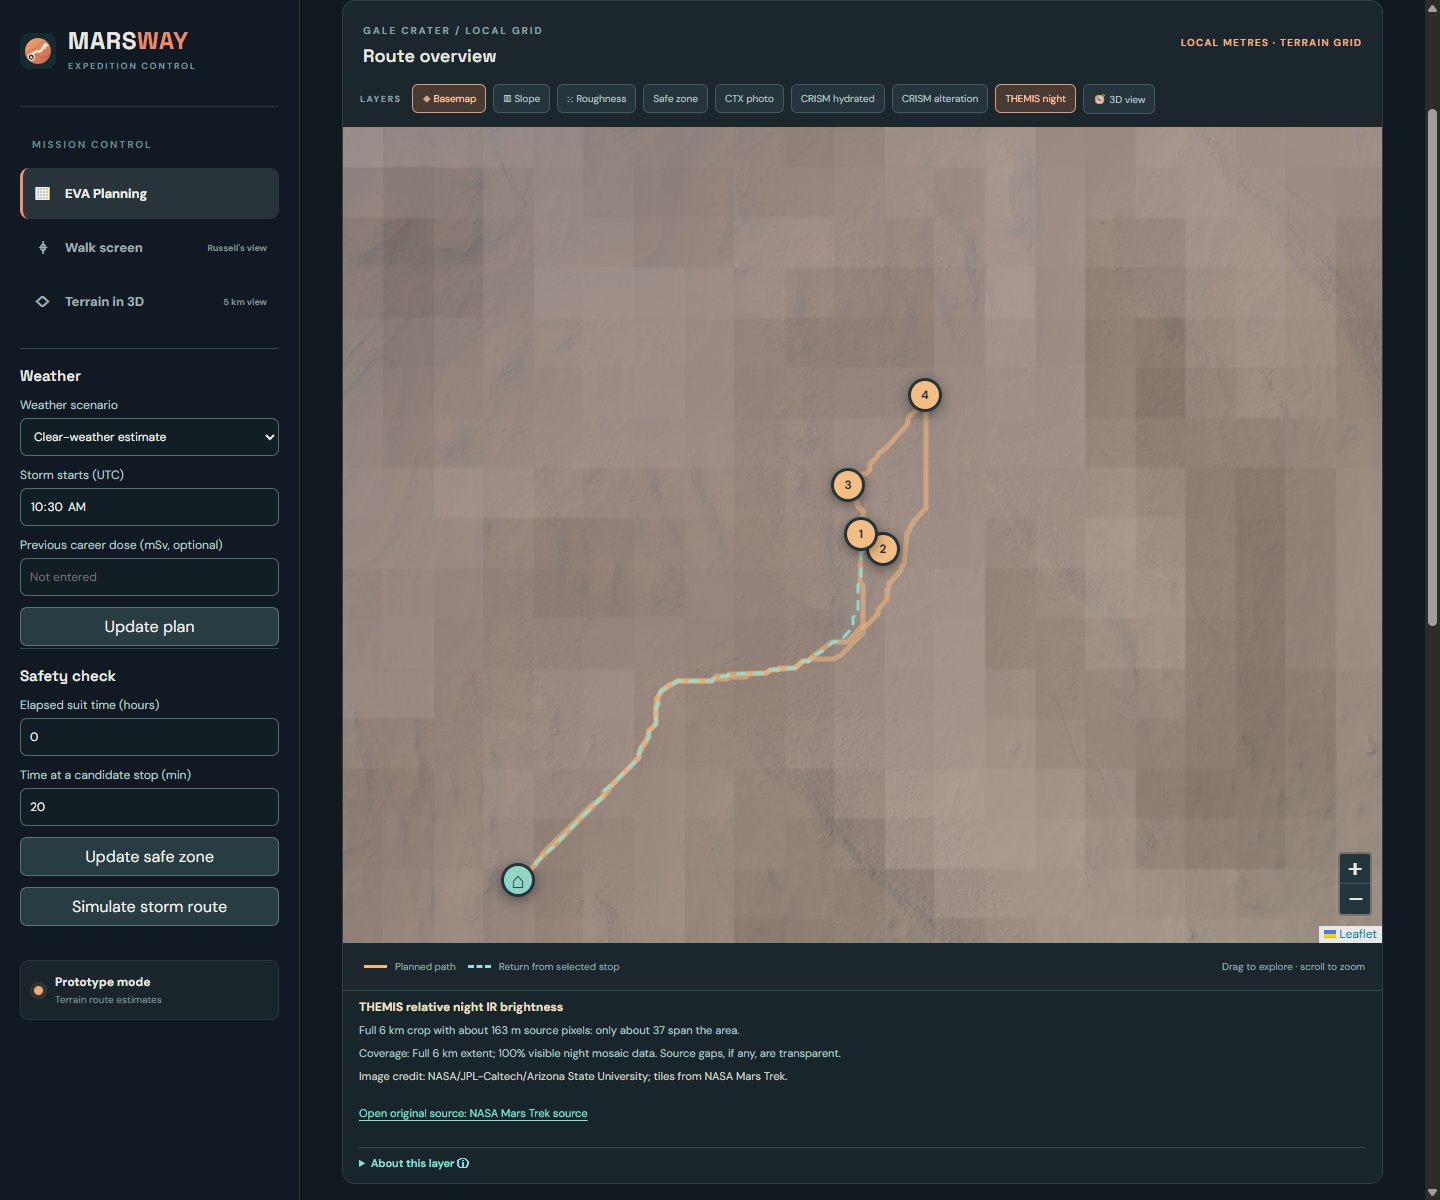 MARSWAY
EXPEDITION CONTROL
MISSION CONTROL
EVA Planning
Walk screen
Russell's view
Terrain in 3D
5 km view
Weather
Weather scenario
Clear-weather estimate
Storm starts (UTC)
10:30 AM
Previous career dose (mSv, optional)
Not entered
Update plan
Safety check
Elapsed suit time (hours)
0
Time at a candidate stop (min)
20
Update safe zone
Simulate storm route
Prototype mode
Terrain route estimates
GALE CRATER / LOCAL GRID
Route overview
LOCAL METRES · TERRAIN GRID
LAYERS
Basemap
Slope
Roughness
Safe zone
CTX photo
CRISM hydrated
CRISM alteration
THEMIS night
3D view
4
3
1
2
+
−
Leaflet
Planned path
Return from selected stop
Drag to explore · scroll to zoom
THEMIS relative night IR brightness
Full 6 km crop with about 163 m source pixels: only about 37 span the area.
Coverage: Full 6 km extent; 100% visible night mosaic data. Source gaps, if any, are transparent.
Image credit: NASA/JPL-Caltech/Arizona State University; tiles from NASA Mars Trek.
Open original source: NASA Mars Trek source
About this layer ⓘ